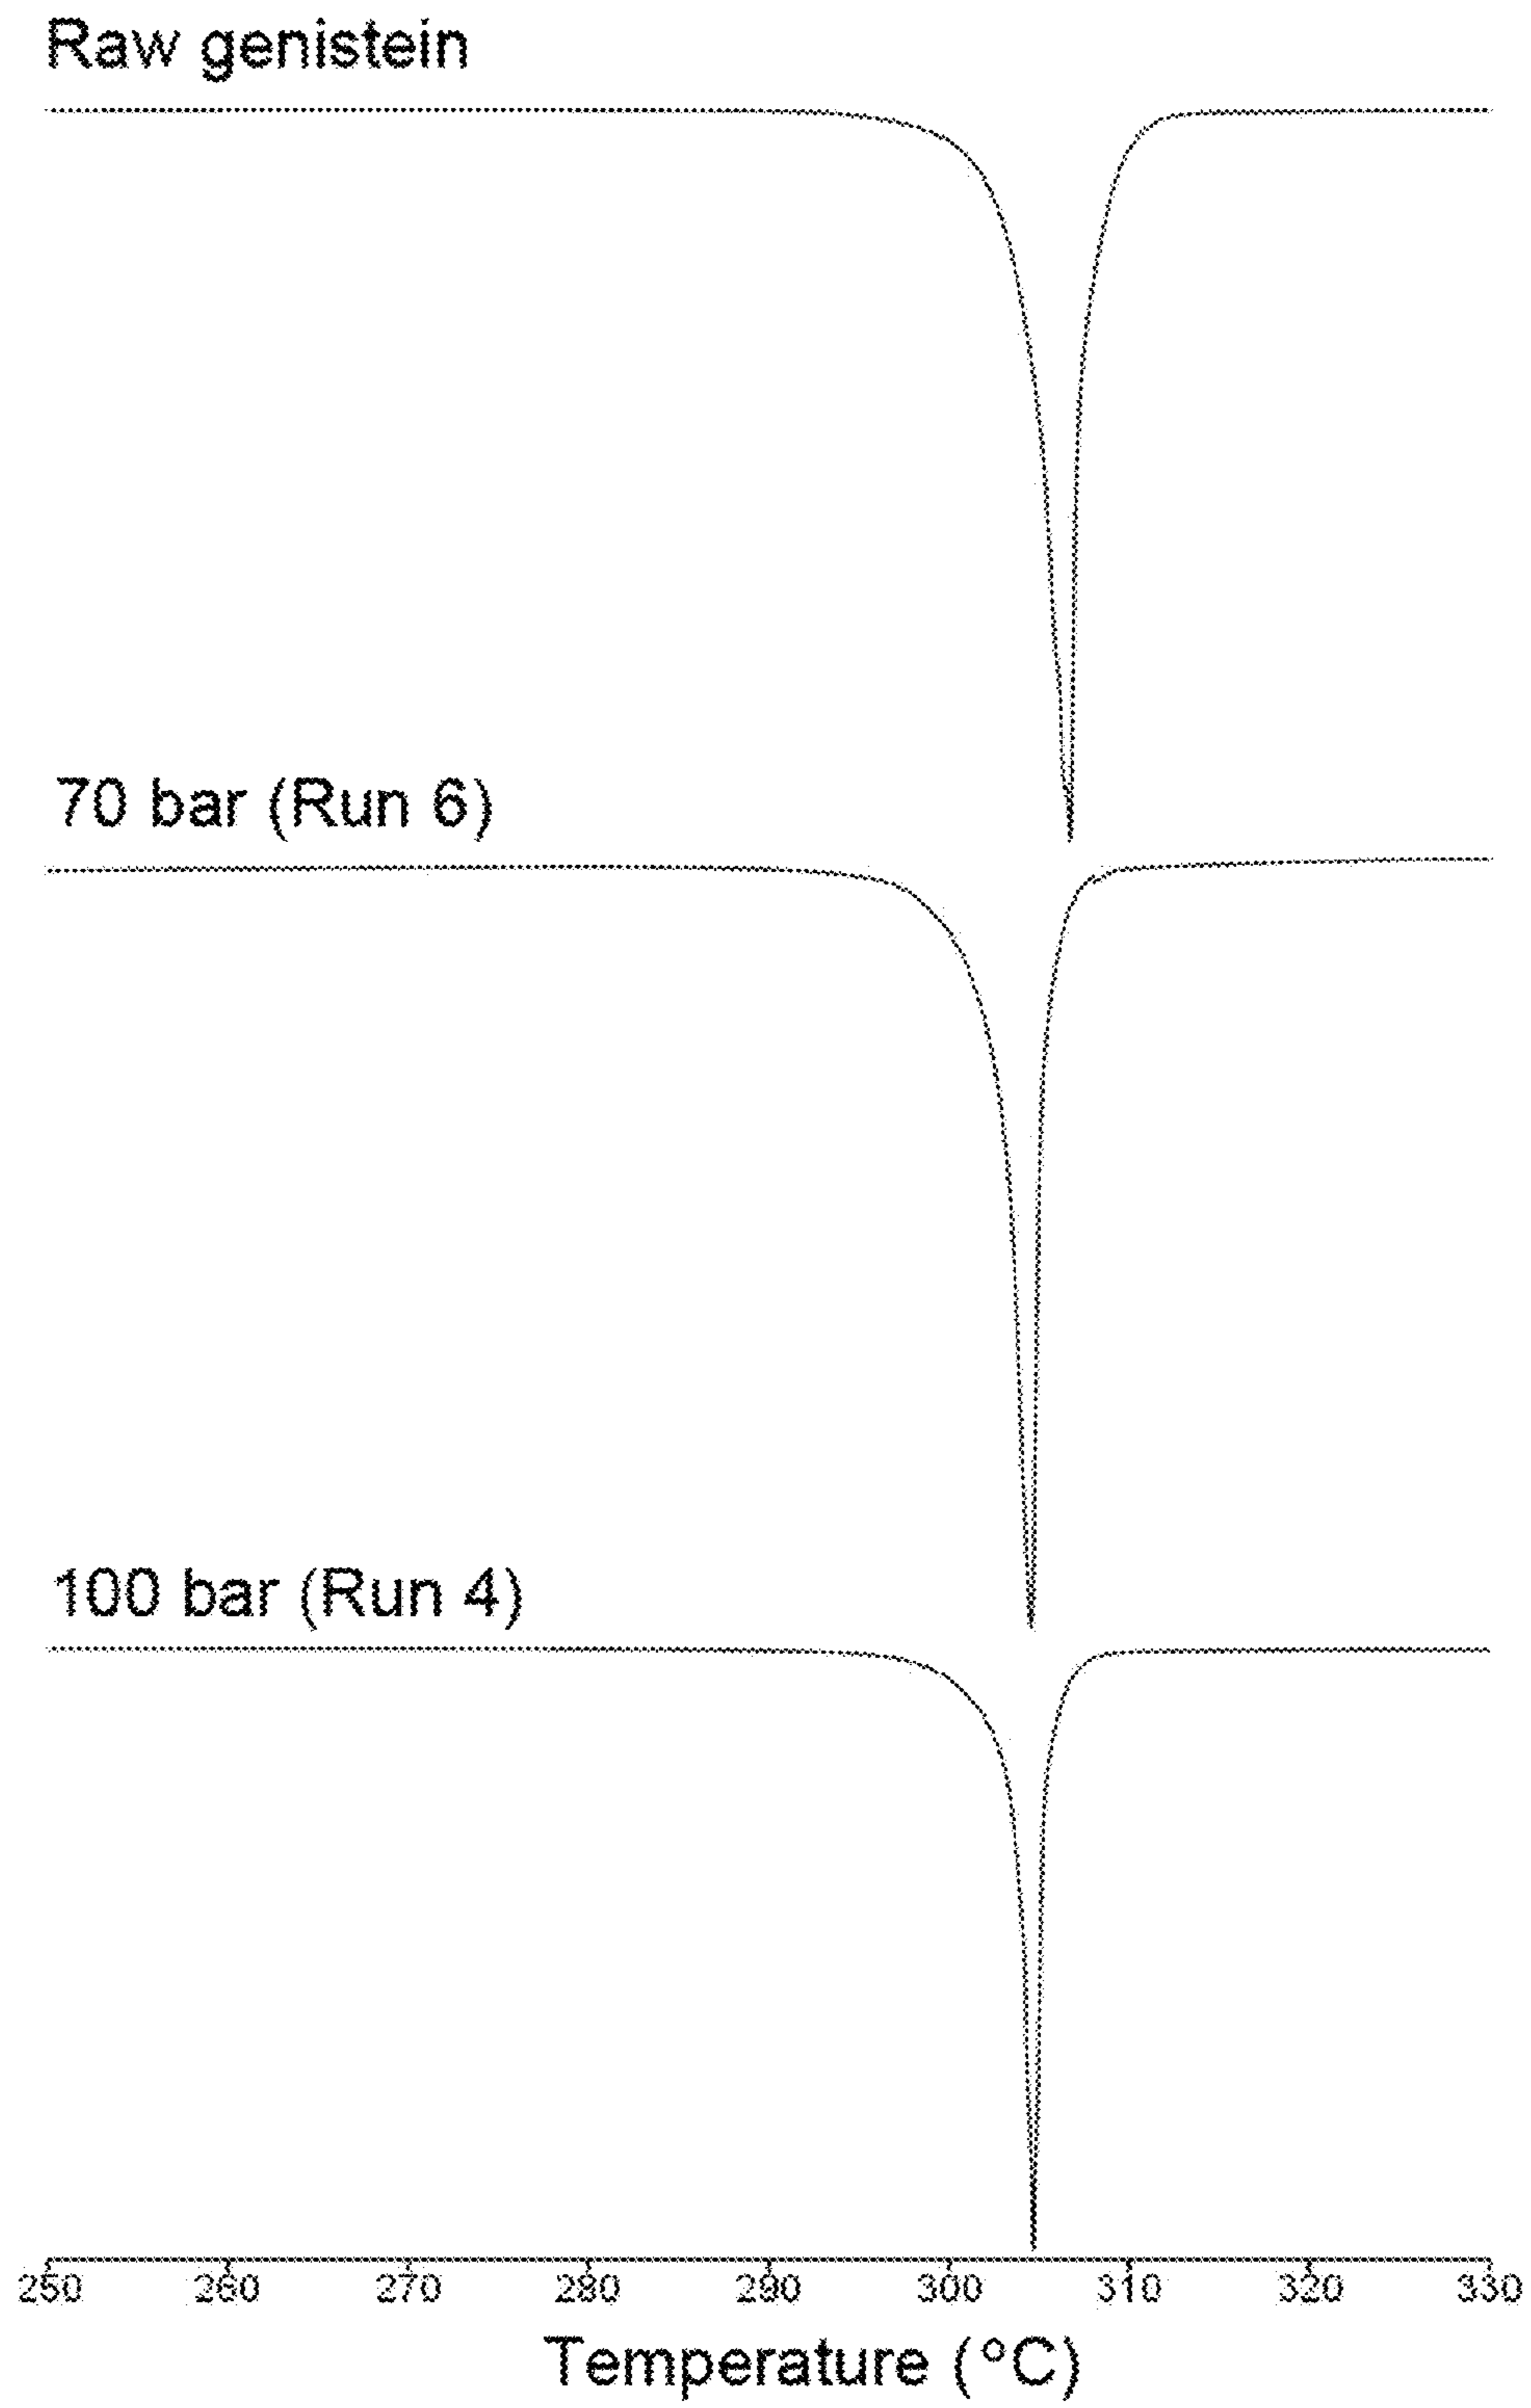 Raw genistein
70 bar (Run 6)
100 bar (Run 4)
250 260 270 280 290 300 310 320 330
Temperature (°C)